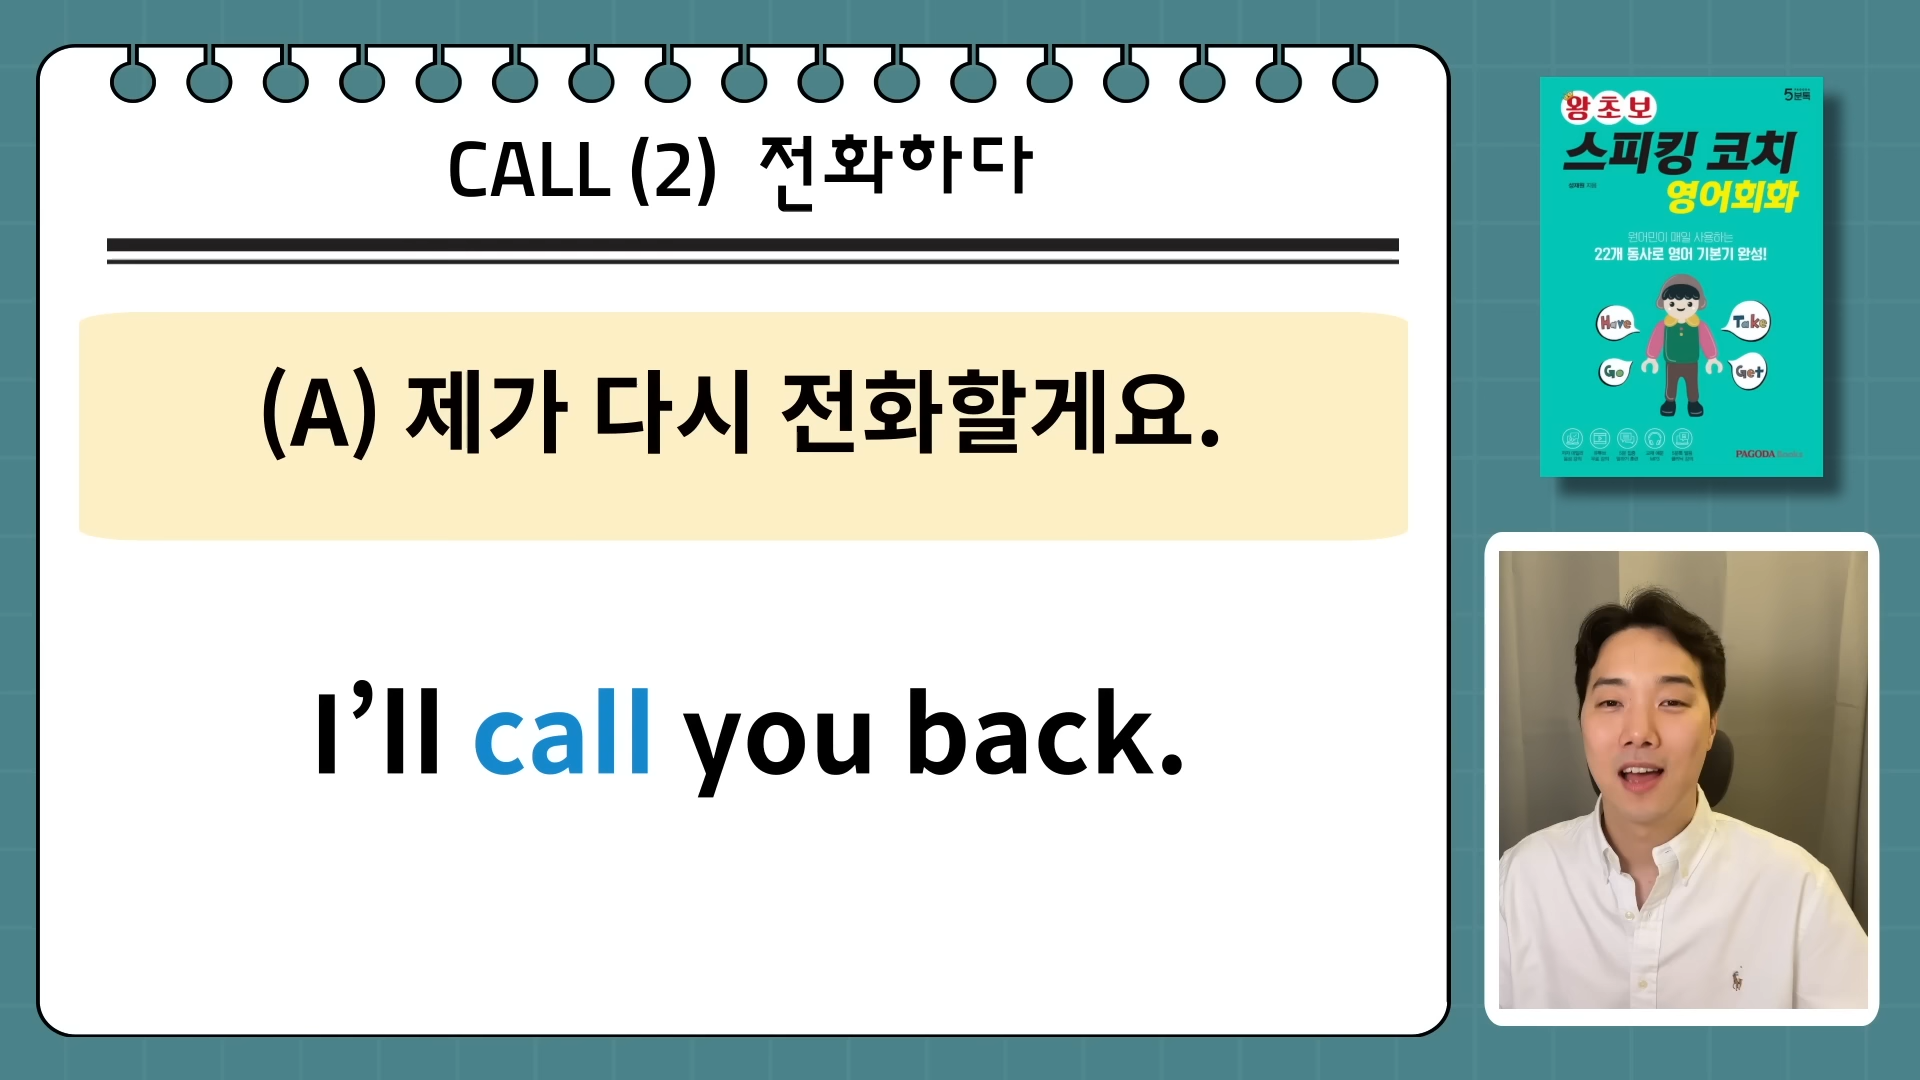 CALL (2) 전화하다
(A) 제가 다시 전화할게요.
I’ll call you back.
왕초보
5분톡
스피킹 코치
영어회화
원어민이 매일 사용하는
22개 동사로 영어 기본기 완성!
Have
Take
Go
Get
PAGODA Books